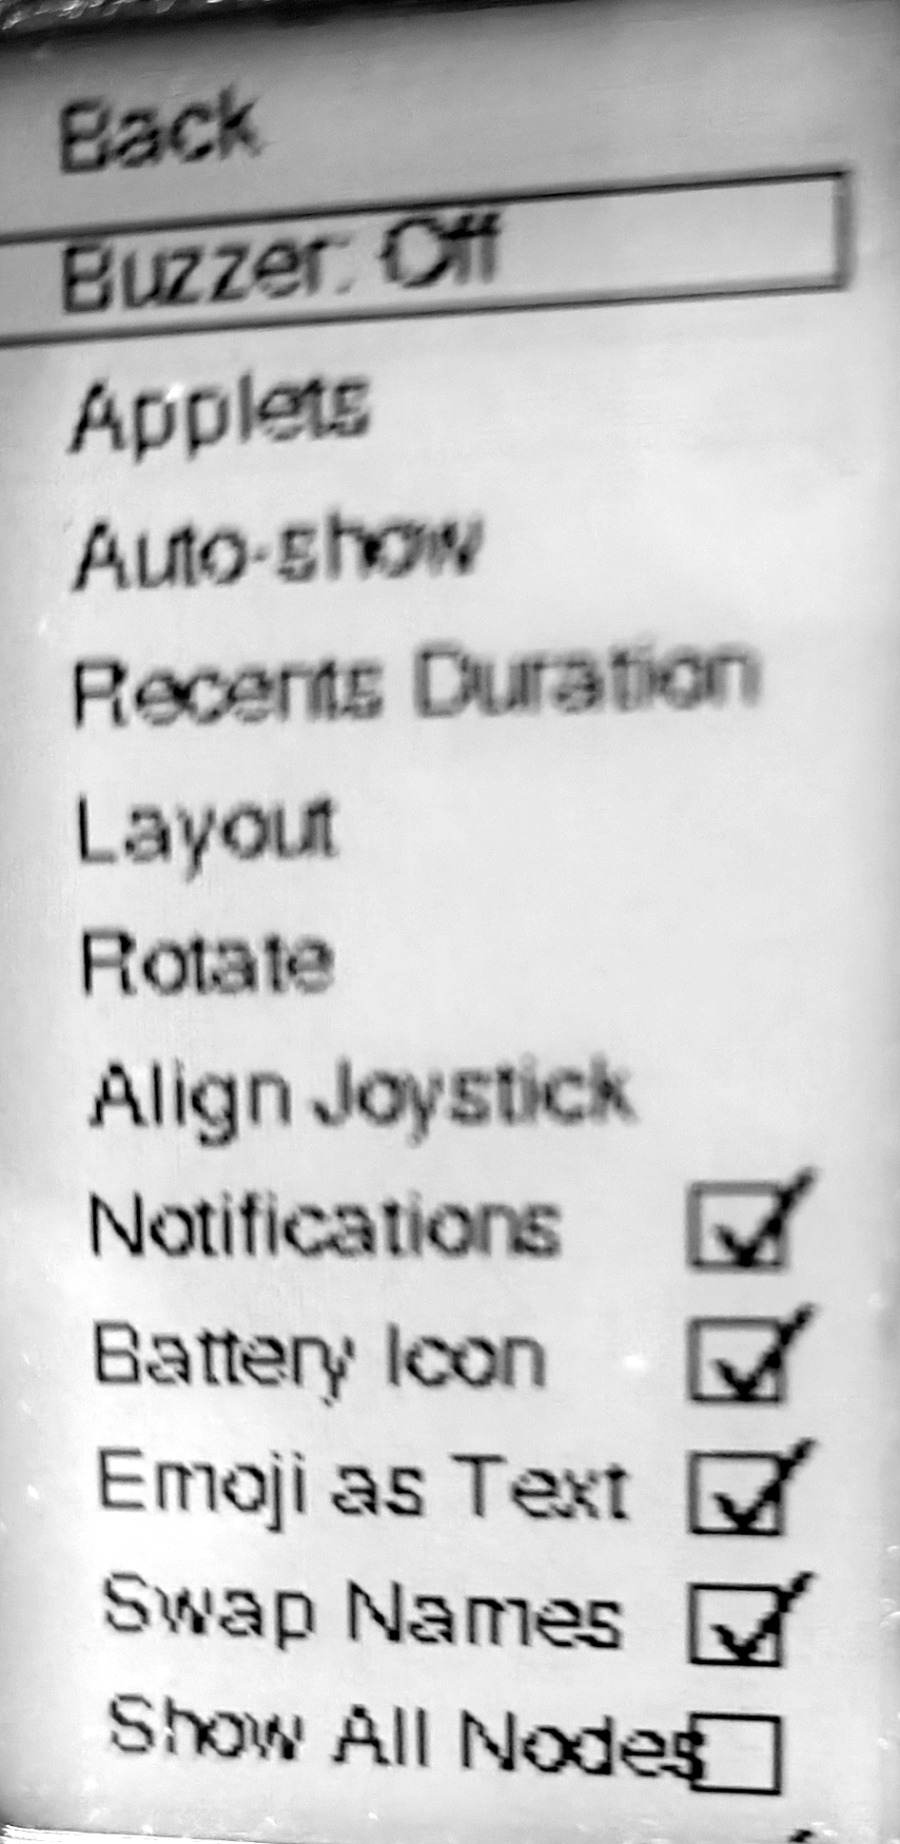 Back
Buzzer: Off
Applets
Auto-show
Recents Duration
Layout
Rotate
Align Joystick
Notifications
Battery Icon
Emoji as Text
Swap Names
Show All Nodes